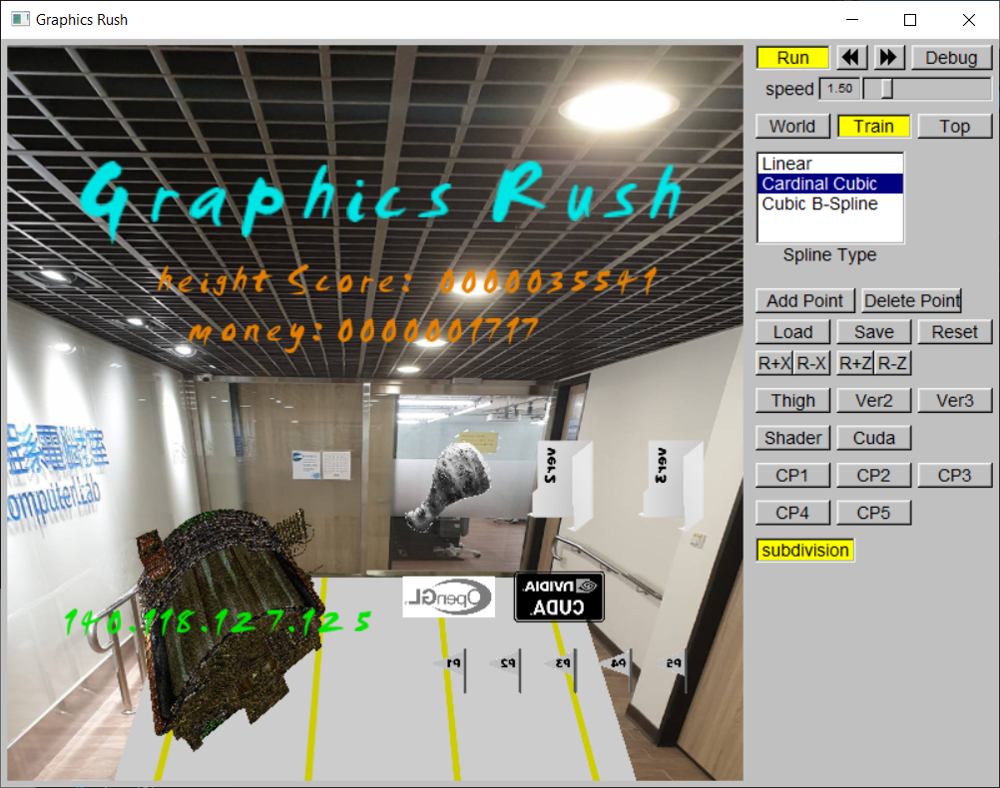 Graphics Rush
Run
Debug
speed 1.50
World Train Top
Linear
Cardinal Cubic
Cubic B-Spline
Spline Type
Add Point Delete Point
Load Save Reset
R+X R-X R+Z R-Z
Thigh Ver2 Ver3
Shader Cuda
CP1 CP2 CP3
CP4 CP5
subdivision
Graphics Rush
height Score: 0000035541
money: 0000001717
電腦教室
Computer Lab
ver2 ver3
OpenGL
NVIDIA
CUDA
140.118.127.125
P1 P2 P3 P4 P5